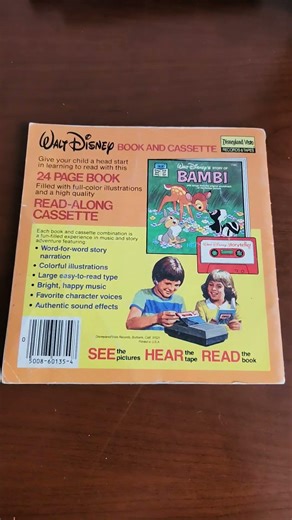 WALT DISNEY BOOK AND CASSETTE
Disneyland/Vista
RECORDS & TAPES
Give your child a head start
in learning to read with this
24 PAGE BOOK
Filled with full-color illustrations
and a high quality
READ-ALONG
CASSETTE
Each book and cassette combination is
a fun-filled experience in music and story
adventure featuring:
• Word-for-word story
narration
• Colorful illustrations
• Large easy-to-read type
• Bright, happy music
• Favorite character voices
• Authentic sound effects
WALT DISNEY'S STORY OF
BAMBI
Walt Disney Storyteller
0
5008-60135-4
SEE the pictures HEAR the tape READ the book